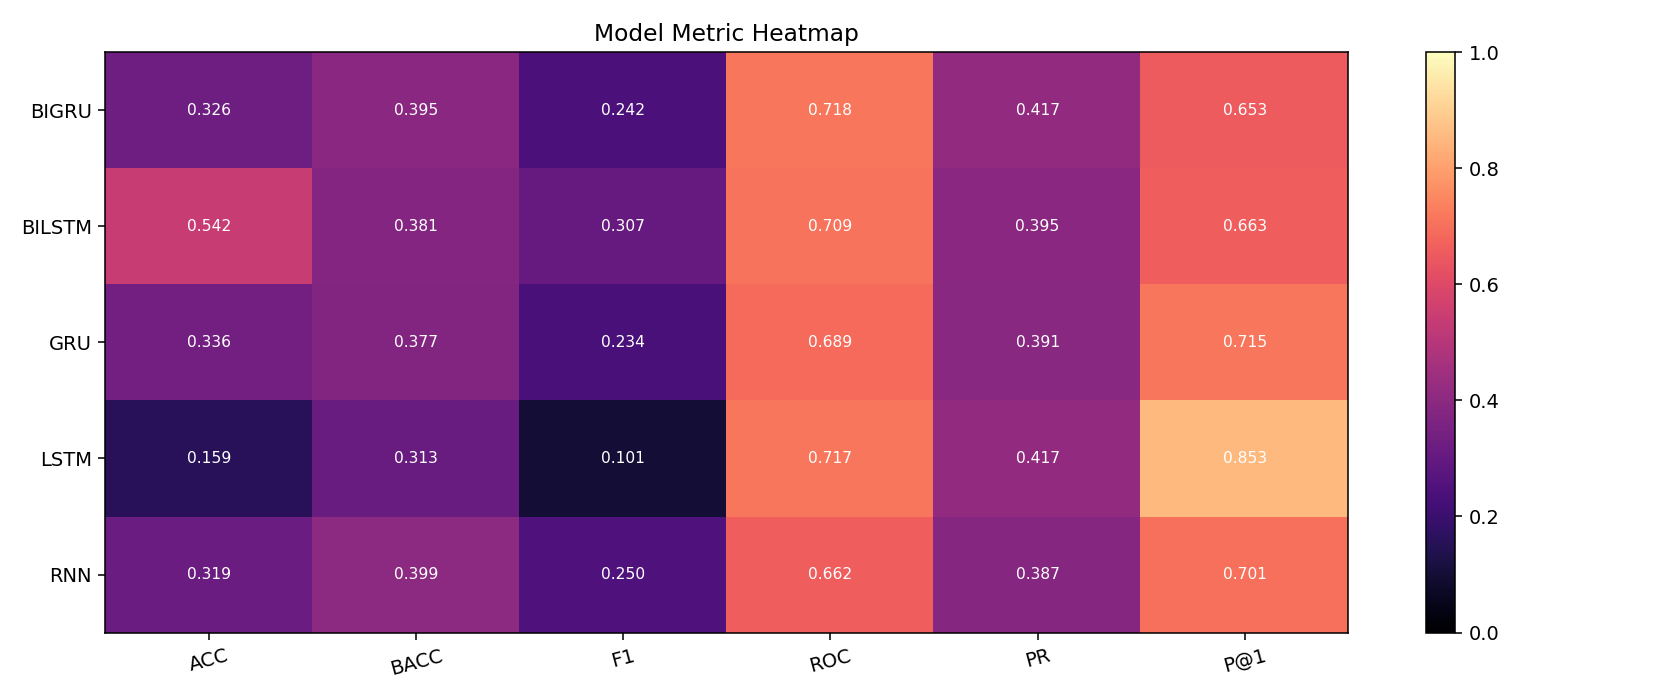 Model Metric Heatmap
BIGRU 0.326 0.395 0.242 0.718 0.417 0.653
BILSTM 0.542 0.381 0.307 0.709 0.395 0.663
GRU 0.336 0.377 0.234 0.689 0.391 0.715
LSTM 0.159 0.313 0.101 0.717 0.417 0.853
RNN 0.319 0.399 0.250 0.662 0.387 0.701
ACC BACC F1 ROC PR P@1
1.0
0.8
0.6
0.4
0.2
0.0